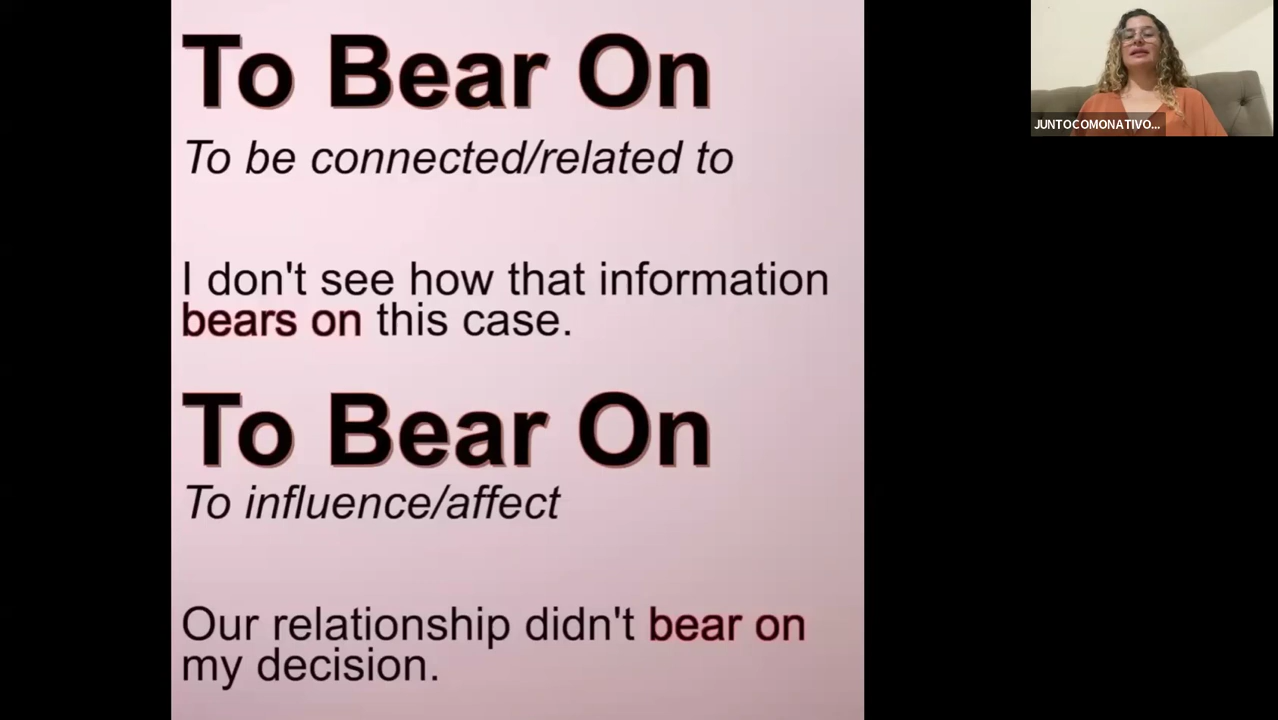 To Bear On
To be connected/related to
I don't see how that information
bears on this case.
To Bear On
To influence/affect
Our relationship didn't bear on
my decision.
JUNTOCOMONATIVO...